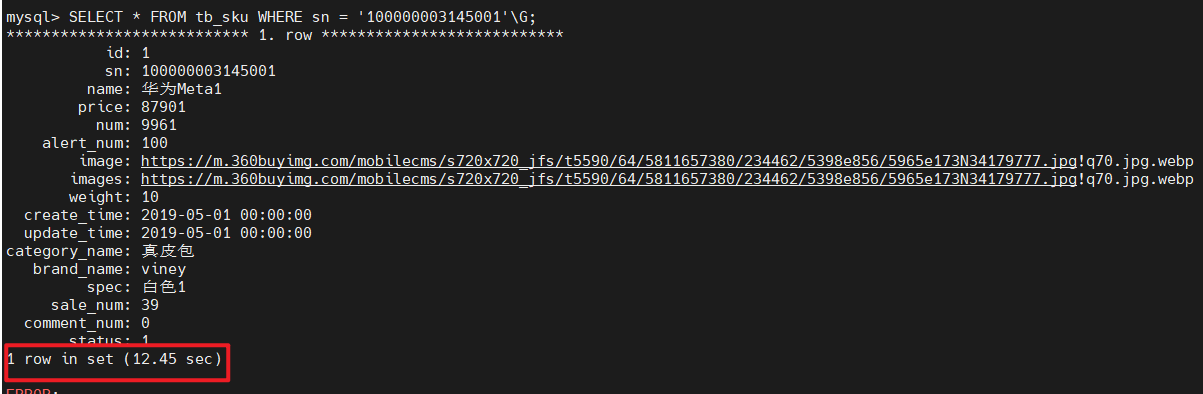 mysql> SELECT * FROM tb_sku WHERE sn = '100000003145001'\G;
*************************** 1. row ***************************
id: 1
sn: 100000003145001
name: 华为Meta1
price: 87901
num: 9961
alert_num: 100
image: https://m.360buyimg.com/mobilecms/s720x720_jfs/t5590/64/5811657380/234462/5398e856/5965e173N34179777.jpg!q70.jpg.webp
images: https://m.360buyimg.com/mobilecms/s720x720_jfs/t5590/64/5811657380/234462/5398e856/5965e173N34179777.jpg!q70.jpg.webp
weight: 10
create_time: 2019-05-01 00:00:00
update_time: 2019-05-01 00:00:00
category_name: 真皮包
brand_name: viney
spec: 白色1
sale_num: 39
comment_num: 0
status: 1
1 row in set (12.45 sec)
ERROR: